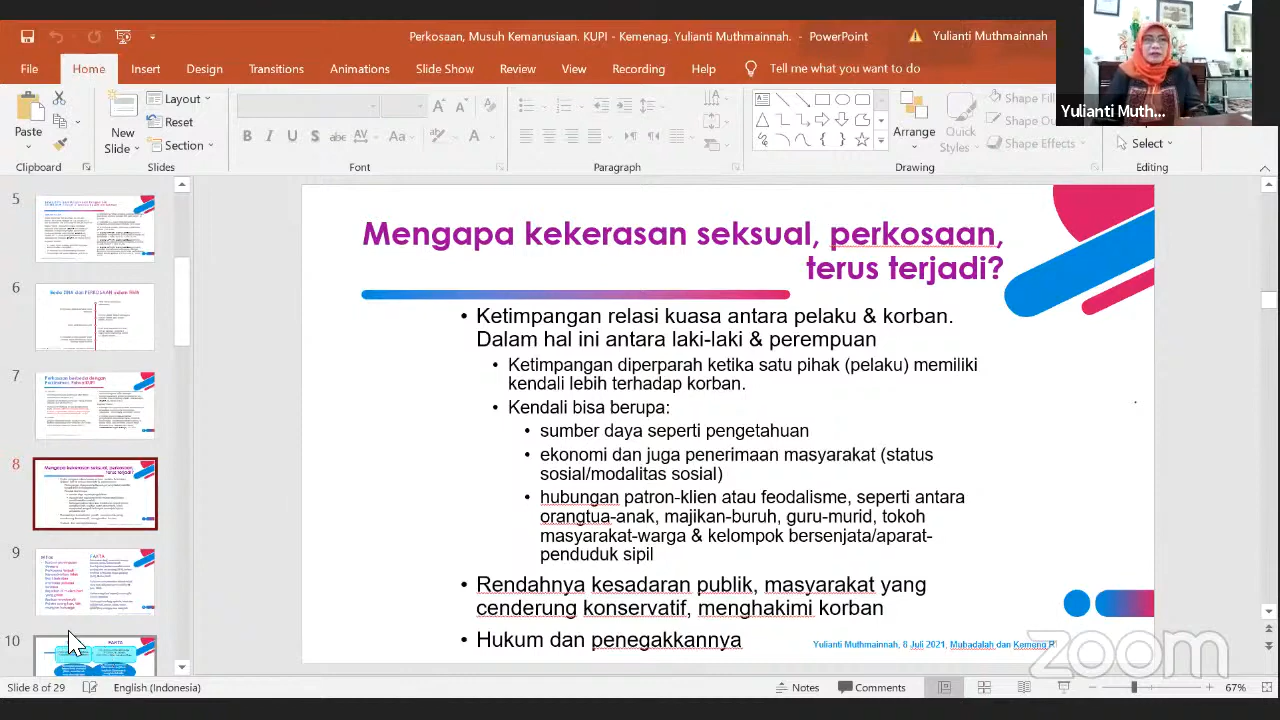 Perkosaan, Musuh Kemanusiaan. KUPI - Kemenag. Yulianti Muthmainnah. - PowerPoint
Yulianti Muthmainnah
File Home Insert Design Transitions Animations Slide Show Review View Recording Help Tell me what you want to do
Yulianti Muth...
Paste
New
Slide
Layout
Reset
Section
Arrange
Quick
Styles
Shape Fill
Shape Effects
Select
Clipboard
Font
Paragraph
Drawing
Editing
5
6
7
8
9
10
Mengapa kekerasan seksual, perkosaan,
terus terjadi?
• Ketimpangan relasi kuasa antara pelaku & korban.
Dalam hal ini antara laki-laki & perempuan
• Ketimpangan diperparah ketika satu pihak (pelaku) memiliki
kendali lebih terhadap korban.
Kendali bisa berupa:
• sumber daya seperti pengetahuan
• ekonomi dan juga penerimaan masyarakat (status
sosial/modalitas sosial)
• hubungan patron-klien atau feodalisme, seperti antara
orangtua-anak, majikan-buruh, guru-murid, tokoh
masyarakat-warga & kelompok bersenjata/aparat-
penduduk sipil
• Rendahnya kesadaran publik, masyarakat yang
cenderung konservatif, menghakimi korban
• Hukum dan penegakkannya
Yulianti Muthmainnah, 8 Juli 2021, Mubadalah dan Kemeng R
zoom
Slide 8 of 29
English (Indonesia)
Notes
Comments
67%